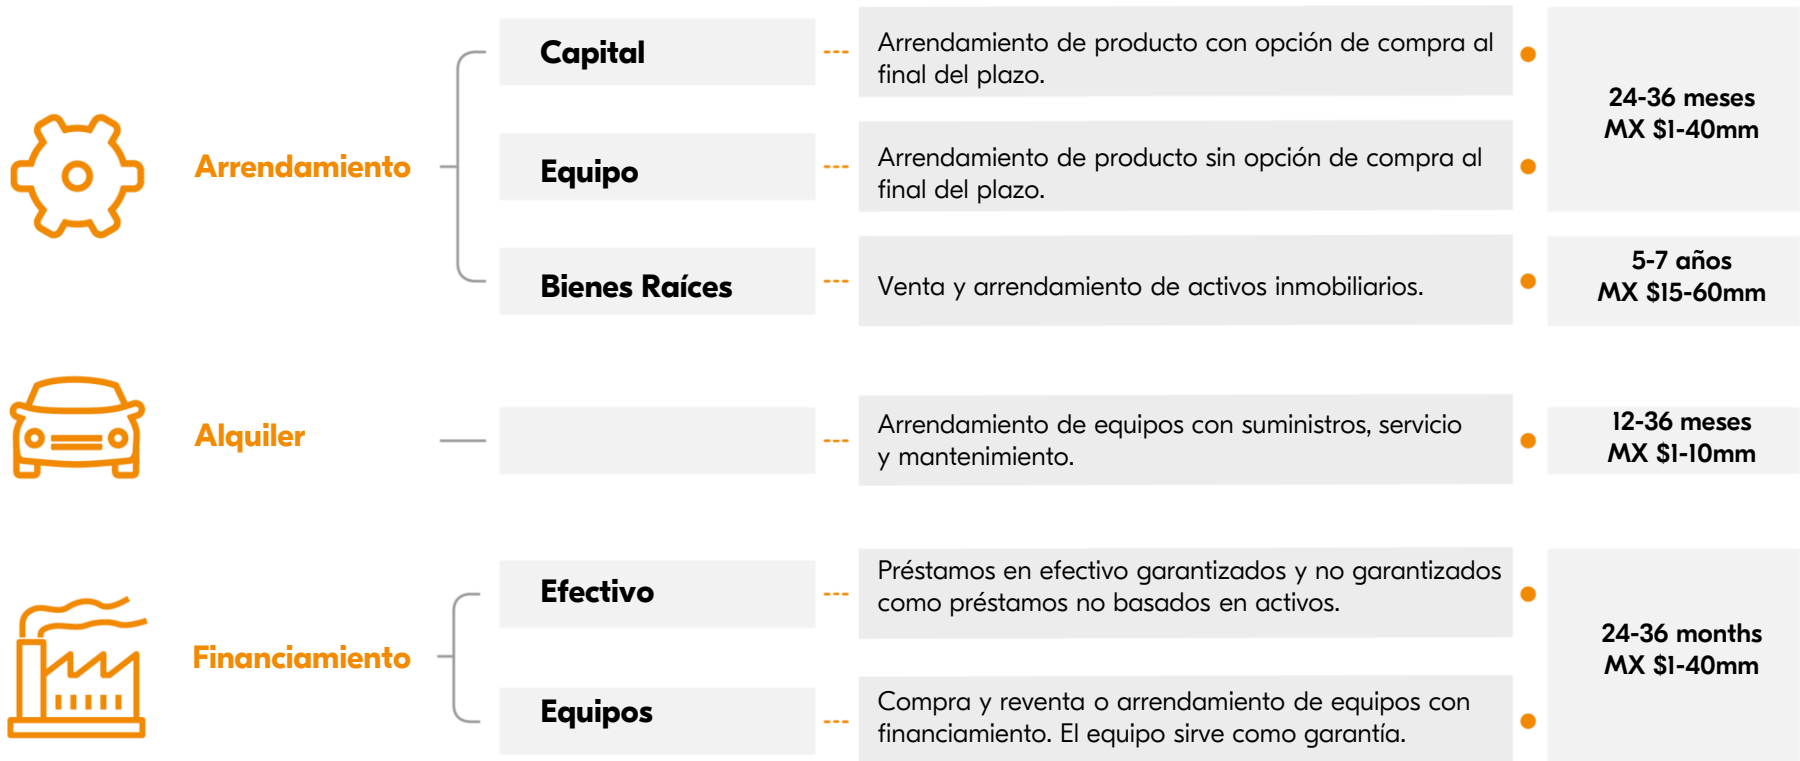 Arrendamiento
Capital
Arrendamiento de producto con opción de compra al
final del plazo.
24-36 meses
MX $1-40mm
Equipo
Arrendamiento de producto sin opción de compra al
final del plazo.
Bienes Raíces
Venta y arrendamiento de activos inmobiliarios.
5-7 años
MX $15-60mm
Alquiler
Arrendamiento de equipos con suministros, servicio
y mantenimiento.
12-36 meses
MX $1-10mm
Financiamiento
Efectivo
Préstamos en efectivo garantizados y no garantizados
como préstamos no basados en activos.
24-36 months
MX $1-40mm
Equipos
Compra y reventa o arrendamiento de equipos con
financiamiento. El equipo sirve como garantía.